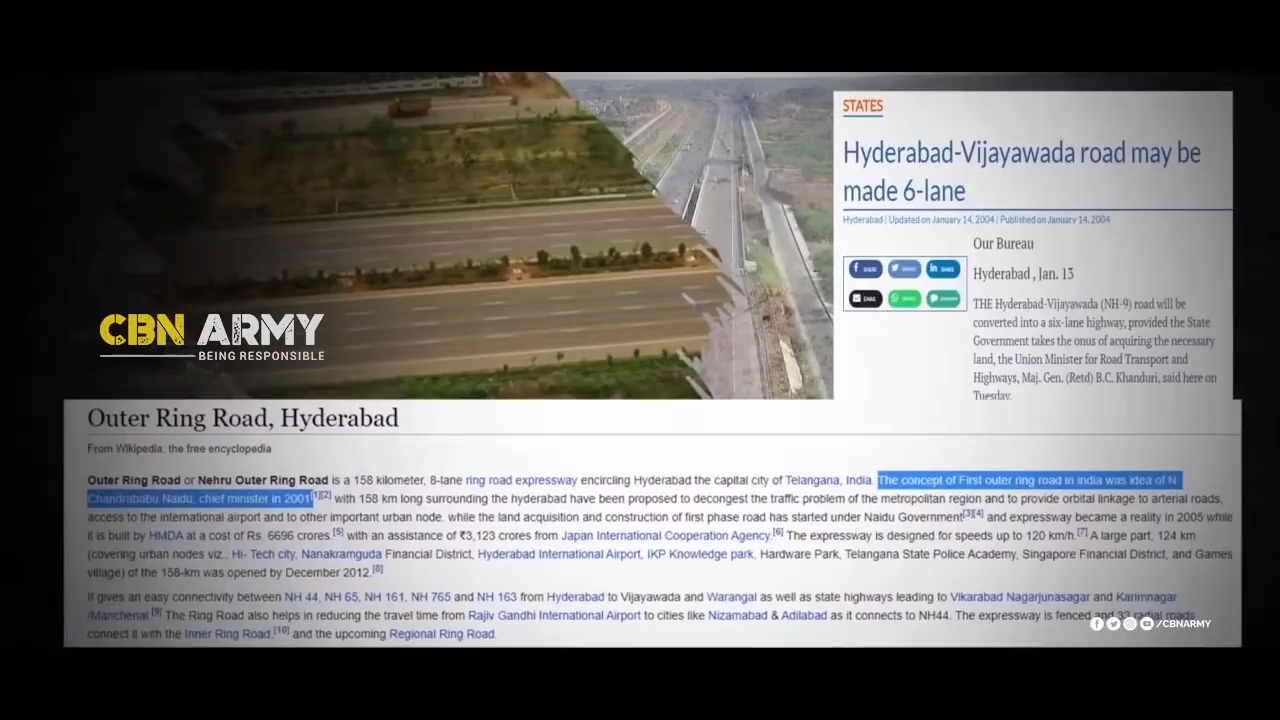 STATES
Hyderabad-Vijayawada road may be
made 6-lane
Hyderabad | Updated on January 14, 2004 | Published on January 14, 2004
Our Bureau
SHARE
SHARE
Hyderabad , Jan. 13
EMAIL
THE Hyderabad-Vijayawada (NH-9) road will be
converted into a six-lane highway, provided the State
Government takes the onus of acquiring the necessary
land, the Union Minister for Road Transport and
Highways, Maj. Gen. (Retd) B.C. Khanduri, said here on
Tuesday.
CBN ARMY
BEING RESPONSIBLE
Outer Ring Road, Hyderabad
From Wikipedia, the free encyclopedia
Outer Ring Road or Nehru Outer Ring Road is a 158 kilometer, 8-lane ring road expressway encircling Hyderabad the capital city of Telangana, India. The concept of First outer ring road in india was idea of N
Chandrababu Naidu, chief minister in 2001[1][2] with 158 km long surrounding the hyderabad have been proposed to decongest the traffic problem of the metropolitan region and to provide orbital linkage to arterial roads,
access to the international airport and to other important urban node. while the land acquisition and construction of first phase road has started under Naidu Government[3][4] and expressway became a reality in 2005 while
it is built by HMDA at a cost of Rs. 6696 crores.[5] with an assistance of ₹3,123 crores from Japan International Cooperation Agency.[6] The expressway is designed for speeds up to 120 km/h.[7] A large part, 124 km
(covering urban nodes viz., Hi- Tech city, Nanakramguda Financial District, Hyderabad International Airport, IKP Knowledge park, Hardware Park, Telangana State Police Academy, Singapore Financial District, and Games
village) of the 158-km was opened by December 2012.[8]
It gives an easy connectivity between NH 44, NH 65, NH 161, NH 765 and NH 163 from Hyderabad to Vijayawada and Warangal as well as state highways leading to Vikarabad Nagarjunasagar and Karimnagar
/Mancherial.[9] The Ring Road also helps in reducing the travel time from Rajiv Gandhi International Airport to cities like Nizamabad & Adilabad as it connects to NH44. The expressway is fenced and 33 radial roads
connect it with the Inner Ring Road.[10] and the upcoming Regional Ring Road.
/CBNARMY